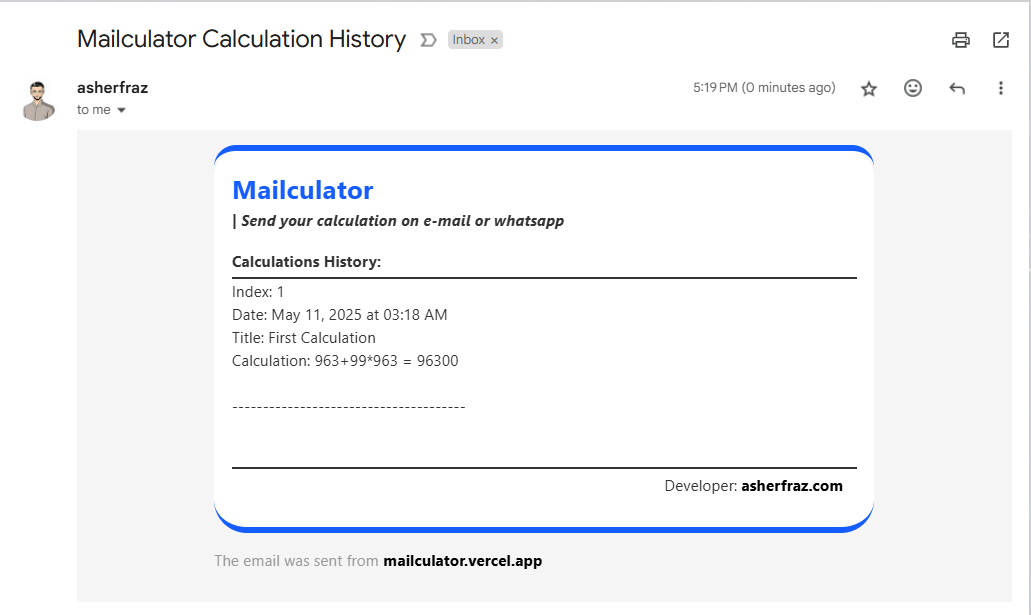 Mailculator Calculation History Inbox ×
asherfraz 5:19 PM (0 minutes ago)
to me
Mailculator
| Send your calculation on e-mail or whatsapp
Calculations History:
Index: 1
Date: May 11, 2025 at 03:18 AM
Title: First Calculation
Calculation: 963+99*963 = 96300
--------------------------------------
Developer: asherfraz.com
The email was sent from mailculator.vercel.app